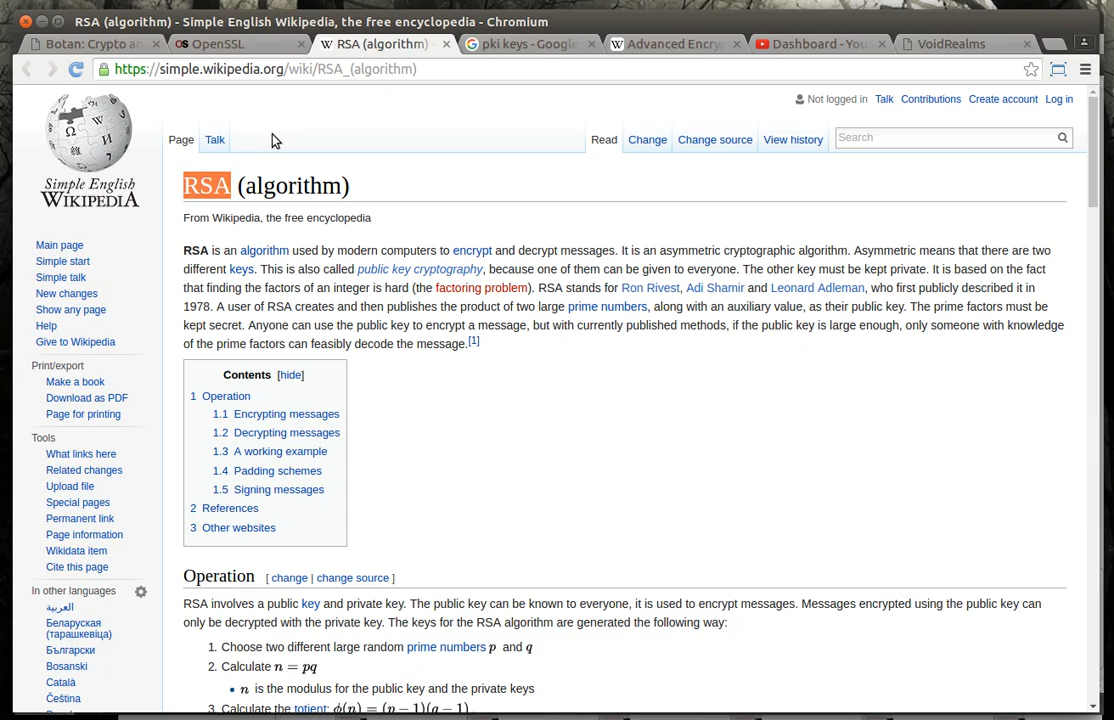 RSA (algorithm) - Simple English Wikipedia, the free encyclopedia - Chromium
Botan: Crypto an
OpenSSL
RSA (algorithm) -
pki keys - Google
Advanced Encry
Dashboard - You
VoidRealms
https://simple.wikipedia.org/wiki/RSA_(algorithm)
Not logged in Talk Contributions Create account Log in
Page Talk Read Change Change source View history Search
Simple English
WIKIPEDIA
RSA (algorithm)
From Wikipedia, the free encyclopedia
RSA is an algorithm used by modern computers to encrypt and decrypt messages. It is an asymmetric cryptographic algorithm. Asymmetric means that there are two
different keys. This is also called public key cryptography, because one of them can be given to everyone. The other key must be kept private. It is based on the fact
that finding the factors of an integer is hard (the factoring problem). RSA stands for Ron Rivest, Adi Shamir and Leonard Adleman, who first publicly described it in
1978. A user of RSA creates and then publishes the product of two large prime numbers, along with an auxiliary value, as their public key. The prime factors must be
kept secret. Anyone can use the public key to encrypt a message, but with currently published methods, if the public key is large enough, only someone with knowledge
of the prime factors can feasibly decode the message.[1]
Main page
Simple start
Simple talk
New changes
Show any page
Help
Give to Wikipedia
Print/export
Make a book
Download as PDF
Page for printing
Tools
What links here
Related changes
Upload file
Special pages
Permanent link
Page information
Wikidata item
Cite this page
In other languages
العربية
Беларуская
(тарашкевіца)
Български
Bosanski
Català
Čeština
Contents [hide]
1 Operation
1.1 Encrypting messages
1.2 Decrypting messages
1.3 A working example
1.4 Padding schemes
1.5 Signing messages
2 References
3 Other websites
Operation [ change | change source ]
RSA involves a public key and private key. The public key can be known to everyone, it is used to encrypt messages. Messages encrypted using the public key can
only be decrypted with the private key. The keys for the RSA algorithm are generated the following way:
1. Choose two different large random prime numbers p and q
2. Calculate n = pq
• n is the modulus for the public key and the private keys
3. Calculate the totient: ϕ(n) = (p − 1)(q − 1).